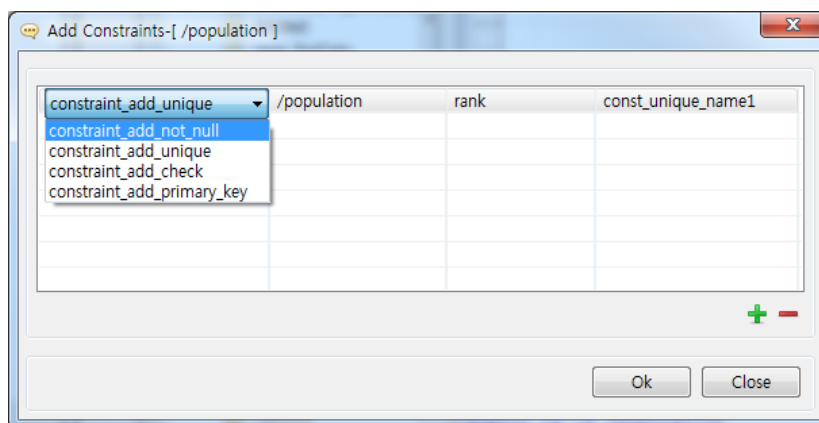 Add Constraints-[ /population ]
constraint_add_unique /population rank const_unique_name1
constraint_add_not_null
constraint_add_unique
constraint_add_check
constraint_add_primary_key
Ok Close